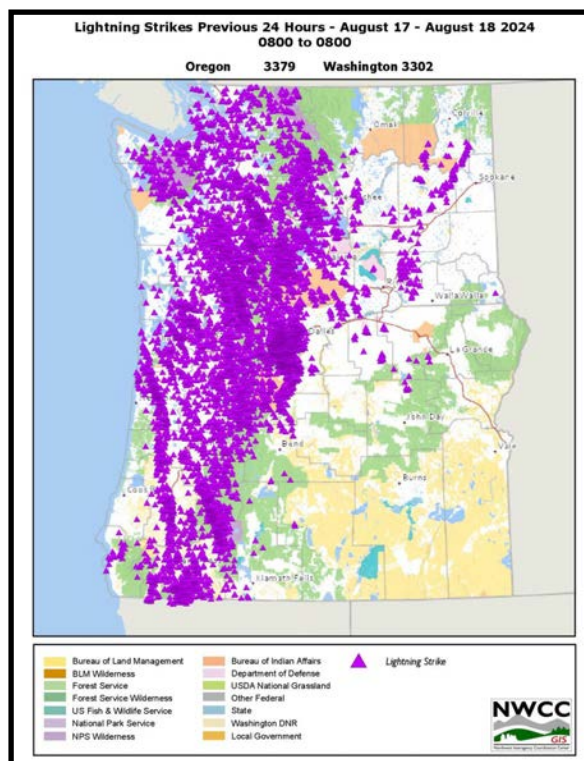 Lightning Strikes Previous 24 Hours - August 17 - August 18 2024
0800 to 0800
Oregon 3379 Washington 3302
Omak
Spokane
Walla Walla
Dalles
La Grande
John Day
Bend
Vale
Burns
Coos
Klamath Falls
Bureau of Land Management
BLM Wilderness
Forest Service
Forest Service Wilderness
US Fish & Wildlife Service
National Park Service
NPS Wilderness
Bureau of Indian Affairs
Department of Defense
USDA National Grassland
Other Federal
State
Washington DNR
Local Government
Lightning Strike
NWCC
GIS
Northwest Interagency Coordination Center